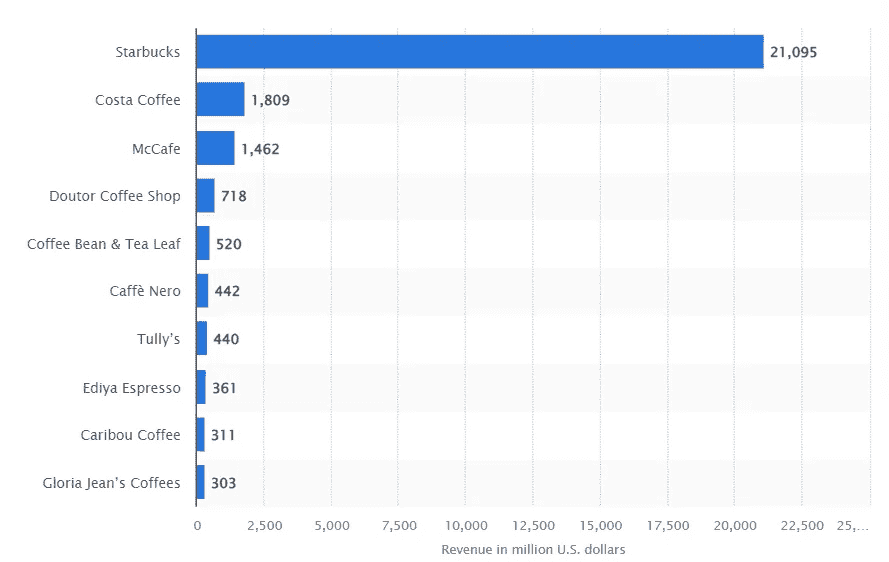 Starbucks 21,095
Costa Coffee 1,809
McCafe 1,462
Doutor Coffee Shop 718
Coffee Bean & Tea Leaf 520
Caffè Nero 442
Tully’s 440
Ediya Espresso 361
Caribou Coffee 311
Gloria Jean’s Coffees 303
0 2,500 5,000 7,500 10,000 12,500 15,000 17,500 20,000 22,500 25,...
Revenue in million U.S. dollars